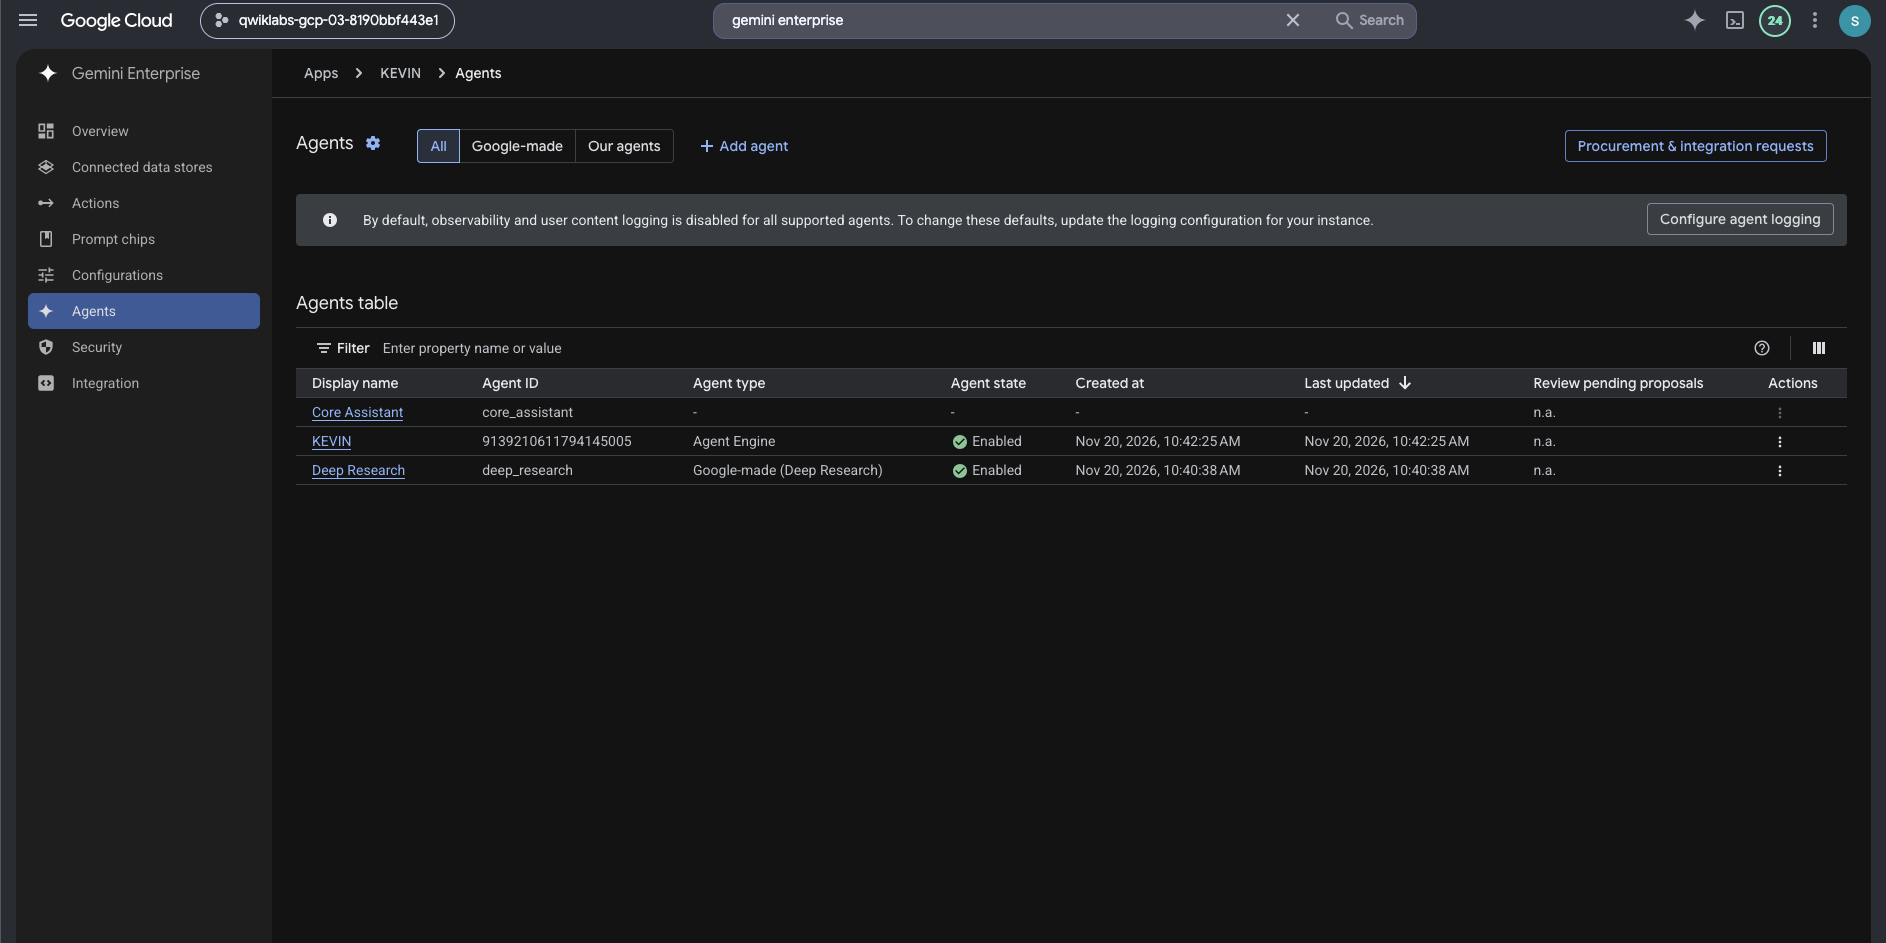 Google Cloud qwiklabs-gcp-03-8190bbf443e1 gemini enterprise Search 24 S
Gemini Enterprise
Overview
Connected data stores
Actions
Prompt chips
Configurations
Agents
Security
Integration
Apps > KEVIN > Agents
Agents All Google-made Our agents + Add agent Procurement & integration requests
By default, observability and user content logging is disabled for all supported agents. To change these defaults, update the logging configuration for your instance. Configure agent logging
Agents table
Filter Enter property name or value
Display name Agent ID Agent type Agent state Created at Last updated Review pending proposals Actions
Core Assistant core_assistant - - - - n.a.
KEVIN 9139210611794145005 Agent Engine Enabled Nov 20, 2026, 10:42:25 AM Nov 20, 2026, 10:42:25 AM n.a.
Deep Research deep_research Google-made (Deep Research) Enabled Nov 20, 2026, 10:40:38 AM Nov 20, 2026, 10:40:38 AM n.a.